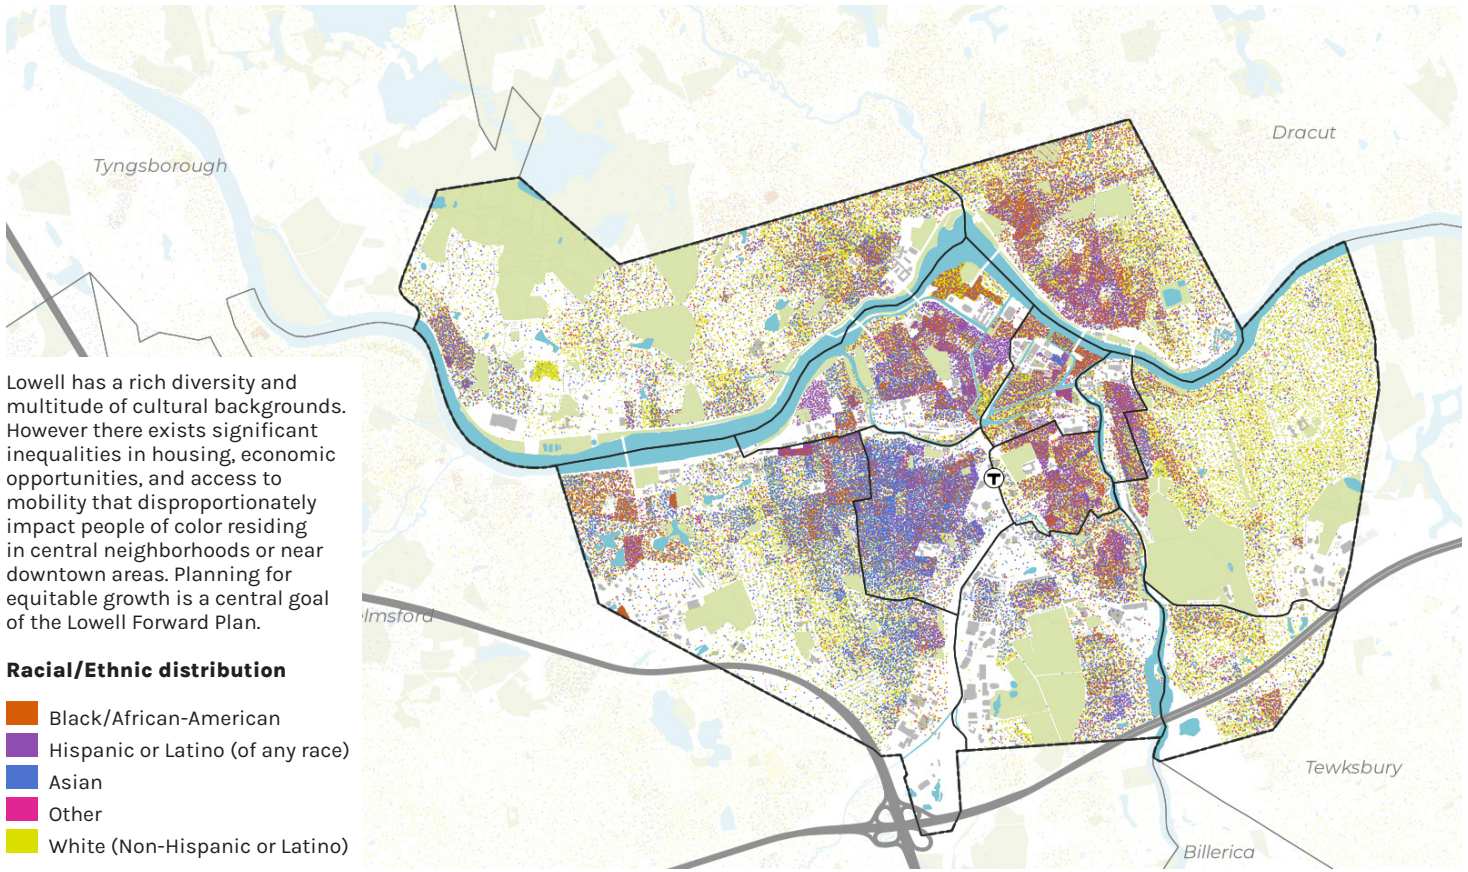 Tyngsborough
Dracut
Lowell has a rich diversity and
multitude of cultural backgrounds.
However there exists significant
inequalities in housing, economic
opportunities, and access to
mobility that disproportionately
impact people of color residing
in central neighborhoods or near
downtown areas. Planning for
equitable growth is a central goal
of the Lowell Forward Plan.
elmsford
T
Racial/Ethnic distribution
Black/African-American
Hispanic or Latino (of any race)
Asian
Other
White (Non-Hispanic or Latino)
Tewksbury
Billerica